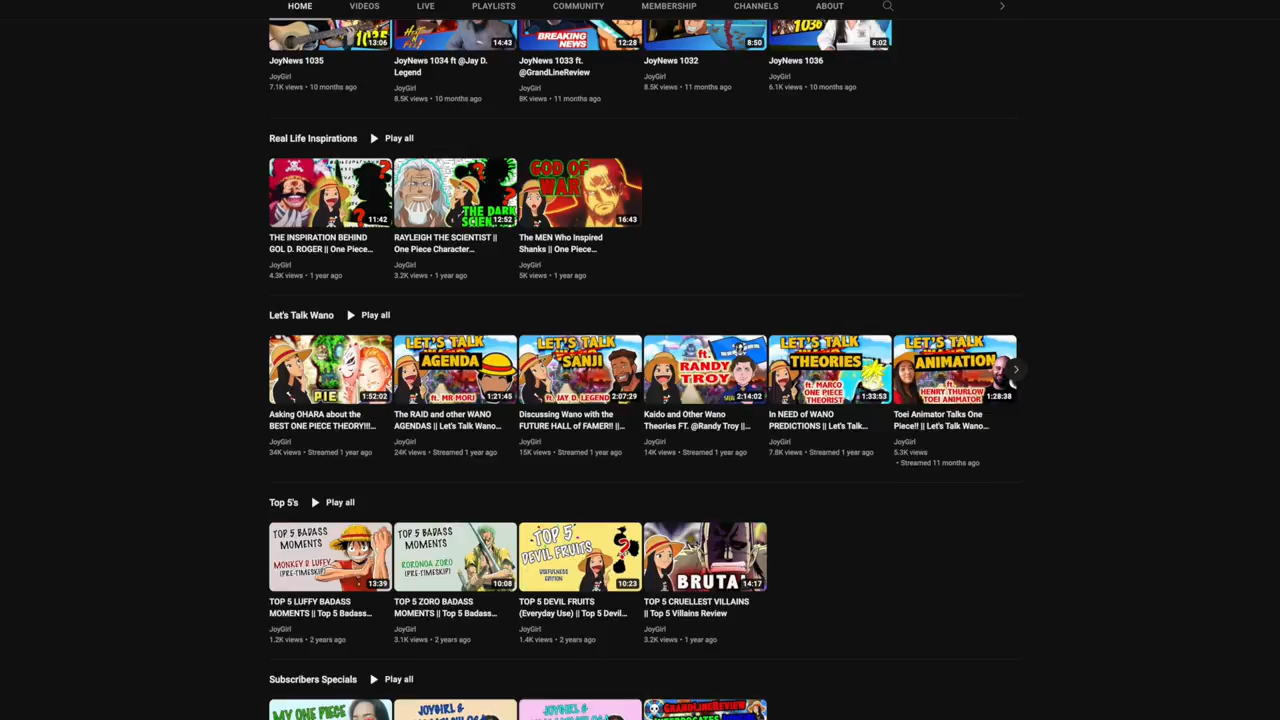 HOME VIDEOS LIVE PLAYLISTS COMMUNITY MEMBERSHIP CHANNELS ABOUT
1035 13:06
14:43
BREAKING NEWS 12:28
8:50
1036 8:02
JoyNews 1035
JoyGirl
7.1K views • 10 months ago
JoyNews 1034 ft @Jay D.
Legend
JoyGirl
8.5K views • 10 months ago
JoyNews 1033 ft.
@GrandLineReview
JoyGirl
8K views • 11 months ago
JoyNews 1032
JoyGirl
8.5K views • 11 months ago
JoyNews 1036
JoyGirl
6.1K views • 10 months ago
Real Life Inspirations Play all
11:42
THE DARK
12:52
GOD OF
WAR
16:43
THE INSPIRATION BEHIND
GOL D. ROGER || One Piece...
JoyGirl
4.3K views • 1 year ago
RAYLEIGH THE SCIENTIST ||
One Piece Character...
JoyGirl
3.2K views • 1 year ago
The MEN Who Inspired
Shanks || One Piece...
JoyGirl
5K views • 1 year ago
Let's Talk Wano Play all
PIE
1:52:02
LET'S TALK
AGENDA
ft. MR MORJ
1:21:45
LET'S TALK
SANJI
ft. JAY D. LEGEND
2:07:29
ft.
RANDY
TROY
2:14:02
LET'S TALK
THEORIES
ft. MARCO
ONE PIECE
THEORIST
1:33:53
LET'S TALK
ANIMATION
ft.
HENRY THURLOW
TOEI ANIMATOR
1:28:38
Asking OHARA about the
BEST ONE PIECE THEORY!!!...
JoyGirl
34K views • Streamed 1 year ago
The RAID and other WANO
AGENDAS || Let's Talk Wano...
JoyGirl
24K views • Streamed 1 year ago
Discussing Wano with the
FUTURE HALL of FAMER!! ||...
JoyGirl
15K views • Streamed 1 year ago
Kaido and Other Wano
Theories FT. @Randy Troy ||...
JoyGirl
14K views • Streamed 1 year ago
In NEED of WANO
PREDICTIONS || Let's Talk...
JoyGirl
7.8K views • Streamed 1 year ago
Toei Animator Talks One
Piece!! || Let's Talk Wano...
JoyGirl
5.3K views
• Streamed 11 months ago
Top 5's Play all
TOP 5 BADASS
MOMENTS
MONKEY D LUFFY
(PRE-TIMESKIP)
13:39
TOP 5 BADASS
MOMENTS
RORONOA ZORO
(PRE-TIMESKIP)
10:08
TOP 5
DEVIL FRUITS
USEFULNESS
EDITION
10:23
BRUTAL
14:17
TOP 5 LUFFY BADASS
MOMENTS || Top 5 Badass...
JoyGirl
1.2K views • 2 years ago
TOP 5 ZORO BADASS
MOMENTS || Top 5 Badass...
JoyGirl
3.1K views • 2 years ago
TOP 5 DEVIL FRUITS
(Everyday Use) || Top 5 Devil...
JoyGirl
1.4K views • 2 years ago
TOP 5 CRUELLEST VILLAINS
|| Top 5 Villains Review
JoyGirl
3.2K views • 1 year ago
Subscribers Specials Play all
MY ONE PIECE
JOYGIRL &
JOYGIRL &
GRANDLINEREVIEW